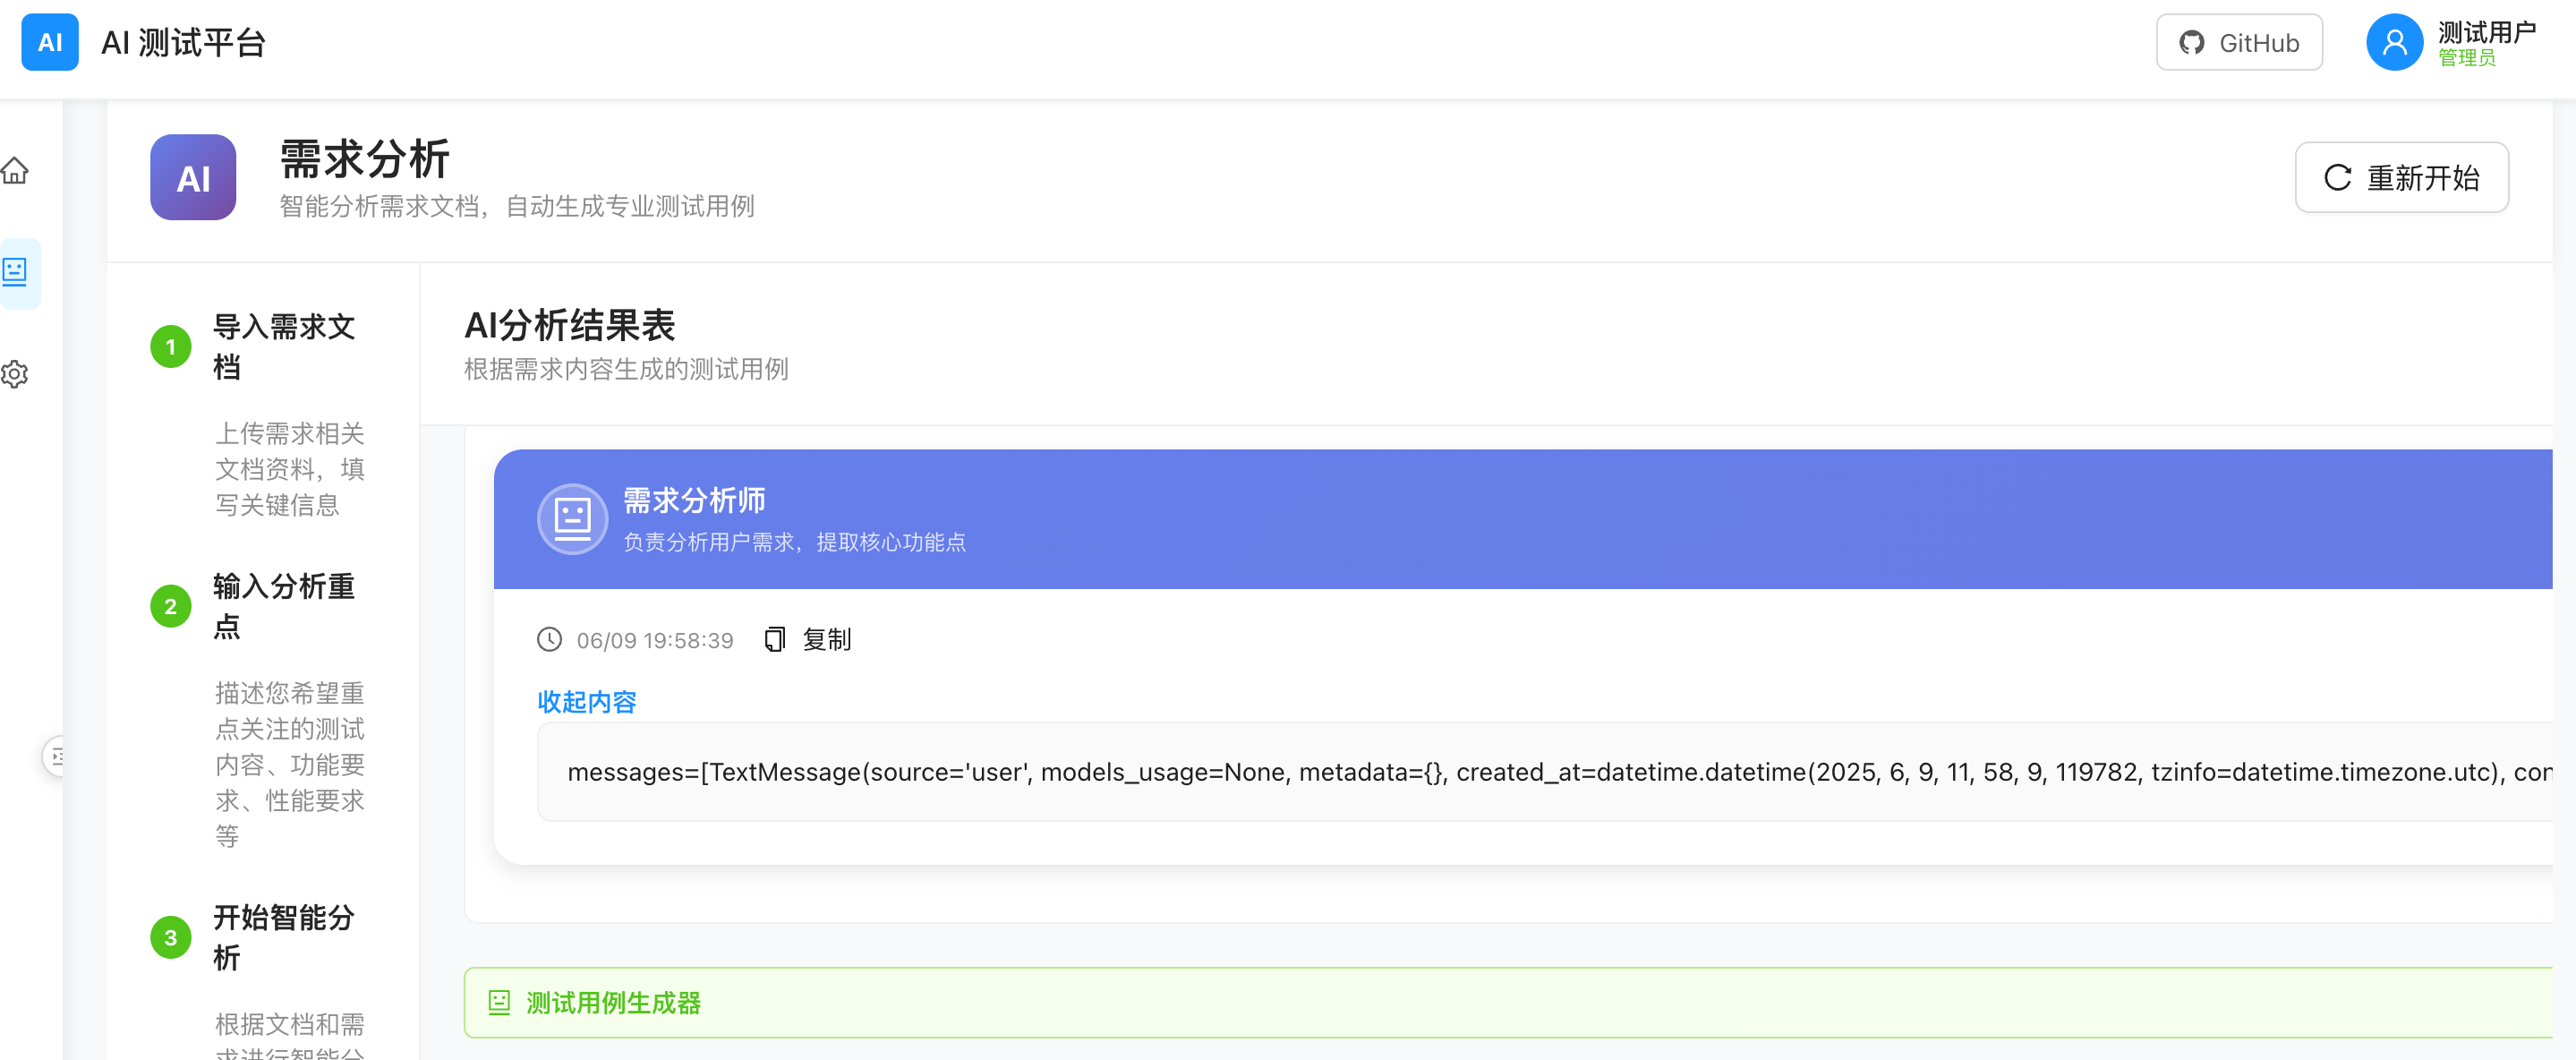 AI
AI 测试平台
GitHub
测试用户
管理员
AI
需求分析
智能分析需求文档，自动生成专业测试用例
重新开始
1
导入需求文
档
上传需求相关
文档资料，填
写关键信息
2
输入分析重
点
描述您希望重
点关注的测试
内容、功能要
求、性能要求
等
3
开始智能分
析
根据文档和需
求进行智能分
AI分析结果表
根据需求内容生成的测试用例
需求分析师
负责分析用户需求，提取核心功能点
06/09 19:58:39
复制
收起内容
messages=[TextMessage(source='user', models_usage=None, metadata={}, created_at=datetime.datetime(2025, 6, 9, 11, 58, 9, 119782, tzinfo=datetime.timezone.utc), con
测试用例生成器